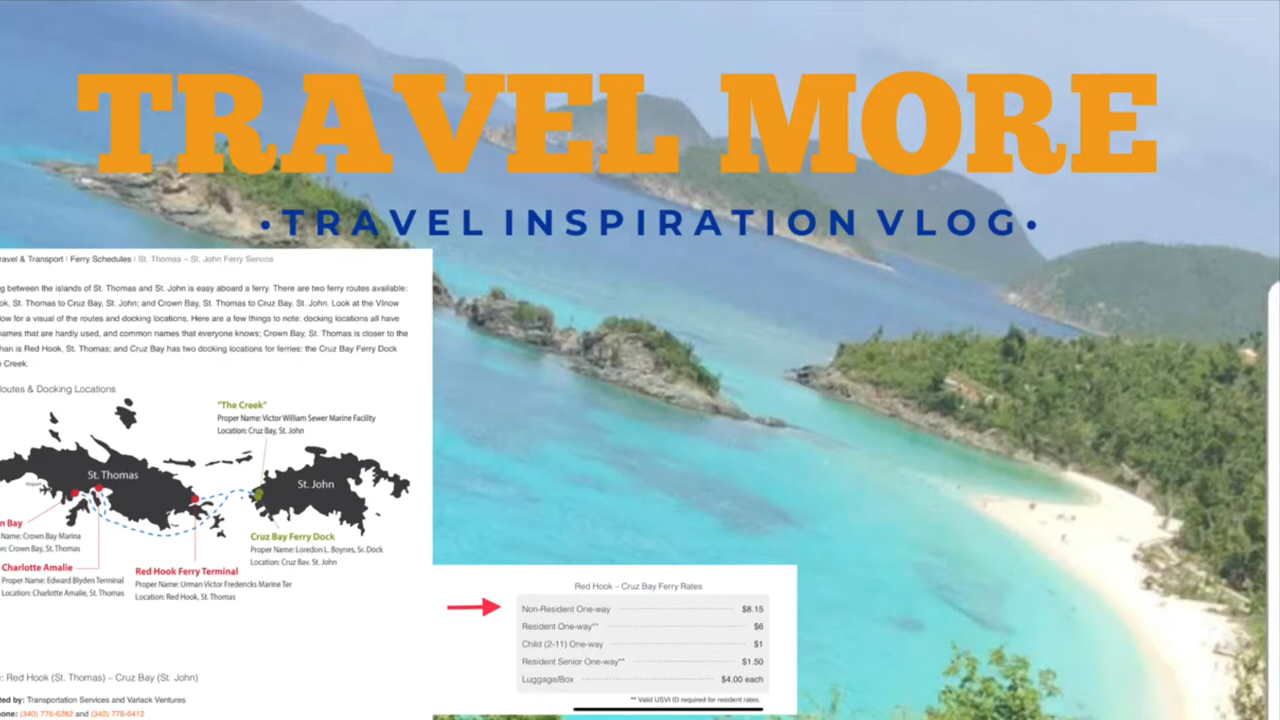 TRAVEL MORE
•TRAVEL INSPIRATION VLOG•
ravel & Transport | Ferry Schedules | St. Thomas – St. John Ferry Service
g between the islands of St. Thomas and St. John is easy aboard a ferry. There are two ferry routes available:
ok, St. Thomas to Cruz Bay, St. John; and Crown Bay, St. Thomas to Cruz Bay, St. John. Look at the VInow
low for a visual of the routes and docking locations. Here are a few things to note: docking locations all have
names that are hardly used, and common names that everyone knows; Crown Bay, St. Thomas is closer to the
han is Red Hook, St. Thomas; and Cruz Bay has two docking locations for ferries: the Cruz Bay Ferry Dock
e Creek.
Routes & Docking Locations
"The Creek"
Proper Name: Victor William Sewer Marine Facility
Location: Cruz Bay, St. John
St. Thomas
St. John
Airport
n Bay
Name: Crown Bay Marina
on: Crown Bay, St. Thomas
Charlotte Amalie
Proper Name: Edward Blyden Terminal
Location: Charlotte Amalie, St. Thomas
Red Hook Ferry Terminal
Proper Name: Urman Victor Fredericks Marine Ter
Location: Red Hook, St. Thomas
Cruz Bay Ferry Dock
Proper Name: Loredon L. Boynes, Sr. Dock
Location: Cruz Bay, St. John
: Red Hook (St. Thomas) – Cruz Bay (St. John)
ted by: Transportation Services and Varlack Ventures
hone: (340) 776-6282 and (340) 776-6412
Red Hook – Cruz Bay Ferry Rates
Non-Resident One-way $8.15
Resident One-way** $6
Child (2-11) One-way $1
Resident Senior One-way** $1.50
Luggage/Box $4.00 each
** Valid USVI ID required for resident rates.